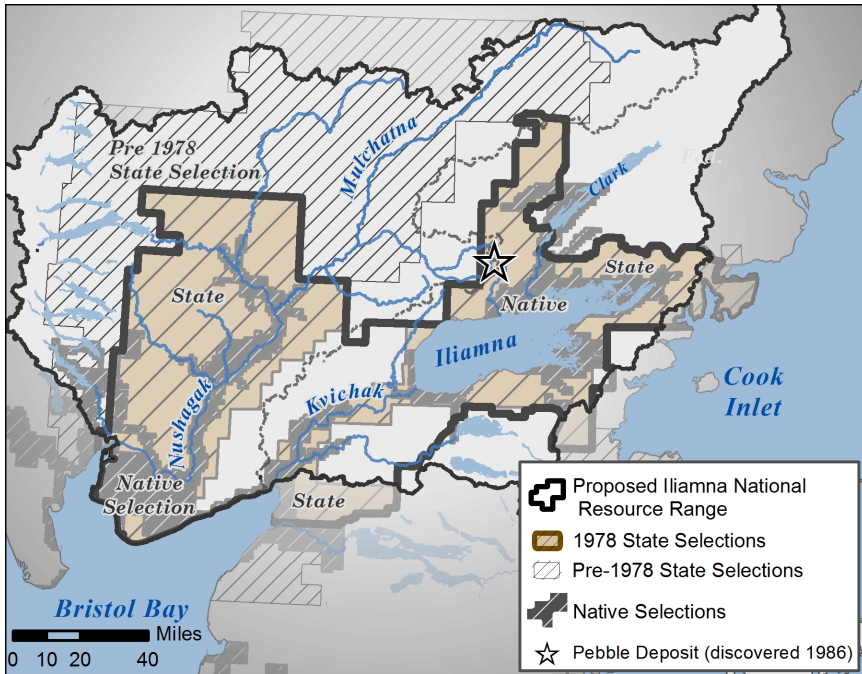 Pre 1978
State Selection
Mulchatna
Fed.
Clark
State
State
Native
Iliamna
Kvichak
Nushagak
Cook
Inlet
Native
Selection
State
Bristol Bay
Miles
0 10 20 40
Proposed Iliamna National
Resource Range
1978 State Selections
Pre-1978 State Selections
Native Selections
Pebble Deposit (discovered 1986)